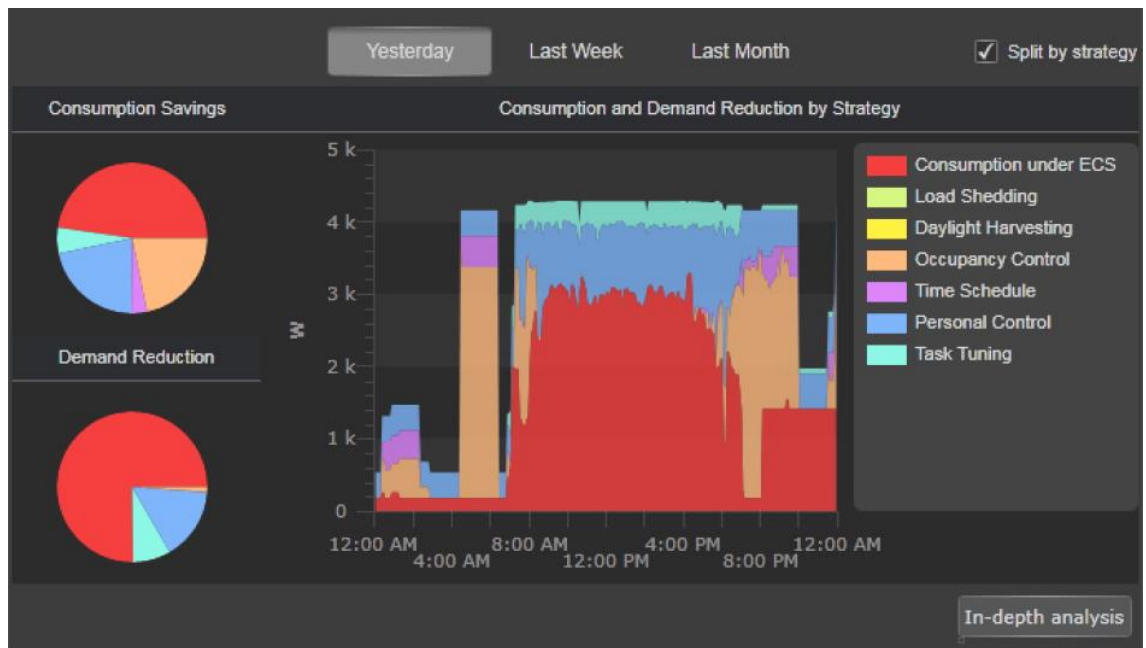 Yesterday Last Week Last Month Split by strategy
Consumption Savings
Consumption and Demand Reduction by Strategy
5 k
4 k
3 k
2 k
1 k
0
W
12:00 AM 8:00 AM 4:00 PM 12:00 AM
4:00 AM 12:00 PM 8:00 PM
Consumption under ECS
Load Shedding
Daylight Harvesting
Occupancy Control
Time Schedule
Personal Control
Task Tuning
Demand Reduction
In-depth analysis